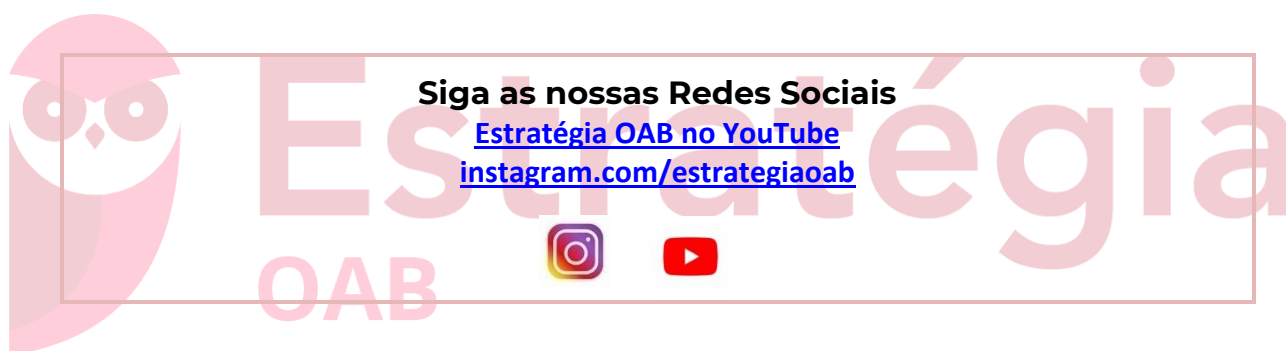 Siga as nossas Redes Sociais
Estratégia OAB no YouTube
instagram.com/estrategiaoab
Estratégia
OAB